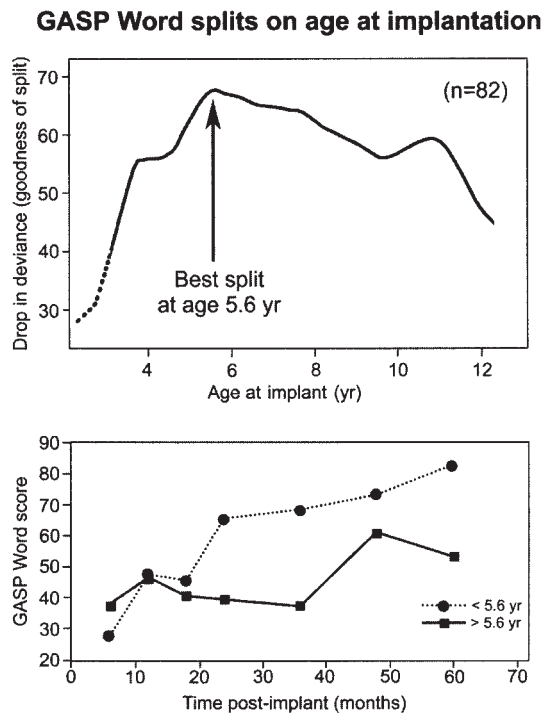 GASP Word splits on age at implantation
Drop in deviance (goodness of split)
70
60
50
40
30
(n=82)
Best split
at age 5.6 yr
4 6 8 10 12
Age at implant (yr)
GASP Word score
90
80
70
60
50
40
30
20
< 5.6 yr
> 5.6 yr
0 10 20 30 40 50 60 70
Time post-implant (months)